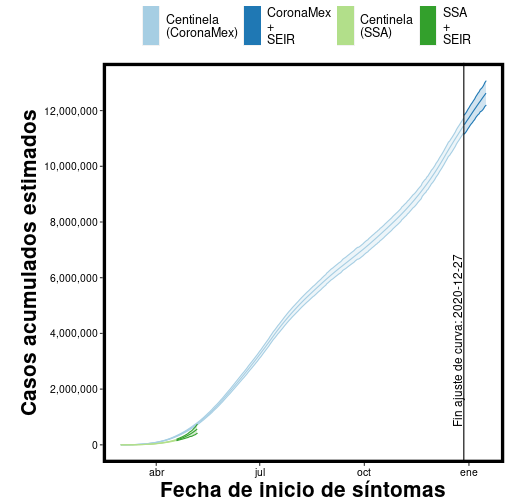 Centinela
(CoronaMex)
CoronaMex
+
SEIR
Centinela
(SSA)
SSA
+
SEIR
Casos acumulados estimados
12,000,000
10,000,000
8,000,000
6,000,000
4,000,000
2,000,000
0
Fin ajuste de curva: 2020-12-27
abr
jul
oct
ene
Fecha de inicio de síntomas